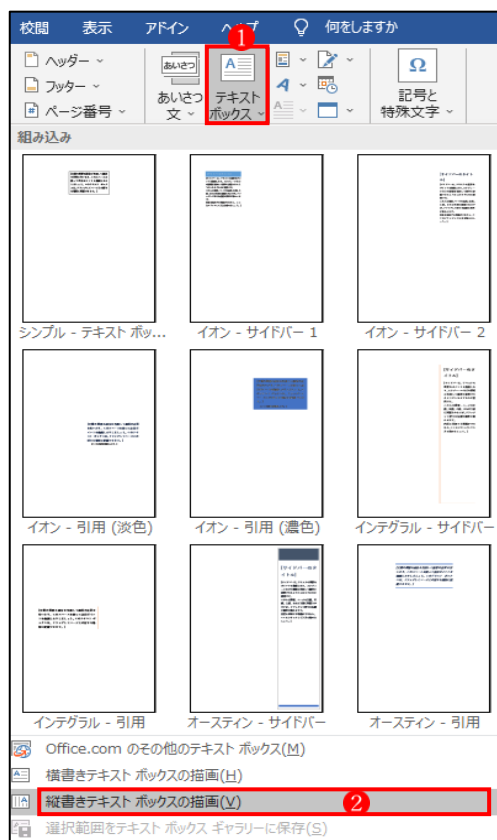 校閲 表示 アドイン ヘルプ 何をしますか
1
ヘッダー
フッター
ページ番号
あいさつ
あいさつ
文
テキスト
ボックス
記号と
特殊文字
組み込み
シンプル - テキスト ボッ... イオン - サイドバー 1 イオン - サイドバー 2
イオン - 引用 (淡色) イオン - 引用 (濃色) インテグラル - サイドバー
インテグラル - 引用 オースティン - サイドバー オースティン - 引用
Office.com のその他のテキスト ボックス(M)
横書きテキスト ボックスの描画(H)
縦書きテキスト ボックスの描画(V) 2
選択範囲をテキスト ボックス ギャラリーに保存(S)